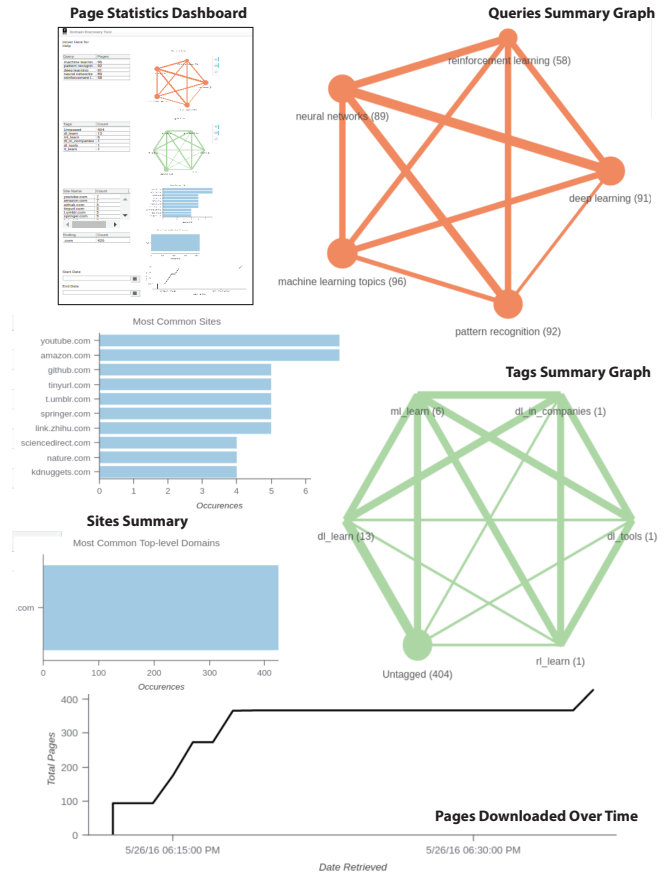 Page Statistics Dashboard
Queries Summary Graph
Domain Discovery Tool
reinforcement learning (58)
neural networks (89)
deep learning (91)
machine learning topics (96)
pattern recognition (92)
Most Common Sites
youtube.com
amazon.com
github.com
tinyurl.com
t.umblr.com
springer.com
link.zhihu.com
sciencedirect.com
nature.com
kdnuggets.com
0 1 2 3 4 5 6
Occurences
Tags Summary Graph
ml_learn (6)
dl_in_companies (1)
dl_learn (13)
dl_tools (1)
Untagged (404)
rl_learn (1)
Sites Summary
Most Common Top-level Domains
.com
0 100 200 300 400
Occurences
400
300
200
100
0
Total Pages
5/26/16 06:15:00 PM
5/26/16 06:30:00 PM
Date Retrieved
Pages Downloaded Over Time